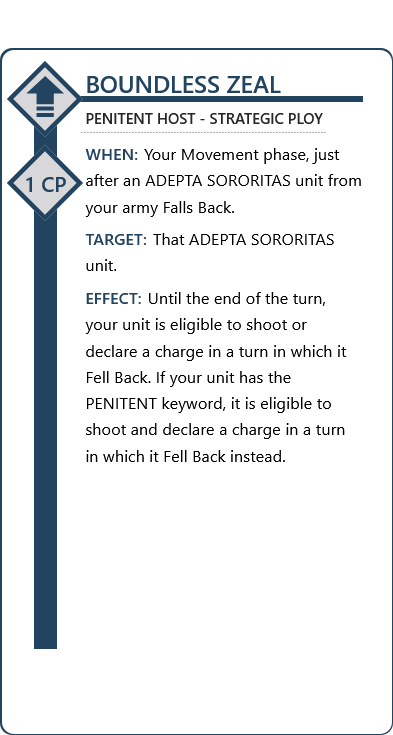 BOUNDLESS ZEAL
PENITENT HOST - STRATEGIC PLOY
1 CP
WHEN: Your Movement phase, just
after an ADEPTA SORORITAS unit from
your army Falls Back.
TARGET: That ADEPTA SORORITAS
unit.
EFFECT: Until the end of the turn,
your unit is eligible to shoot or
declare a charge in a turn in which it
Fell Back. If your unit has the
PENITENT keyword, it is eligible to
shoot and declare a charge in a turn
in which it Fell Back instead.